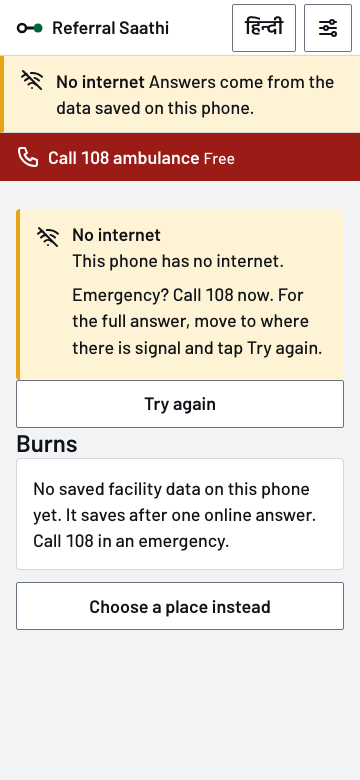 Referral Saathi
हिन्दी
No internet Answers come from the
data saved on this phone.
Call 108 ambulance Free
No internet
This phone has no internet.
Emergency? Call 108 now. For
the full answer, move to where
there is signal and tap Try again.
Try again
Burns
No saved facility data on this phone
yet. It saves after one online answer.
Call 108 in an emergency.
Choose a place instead